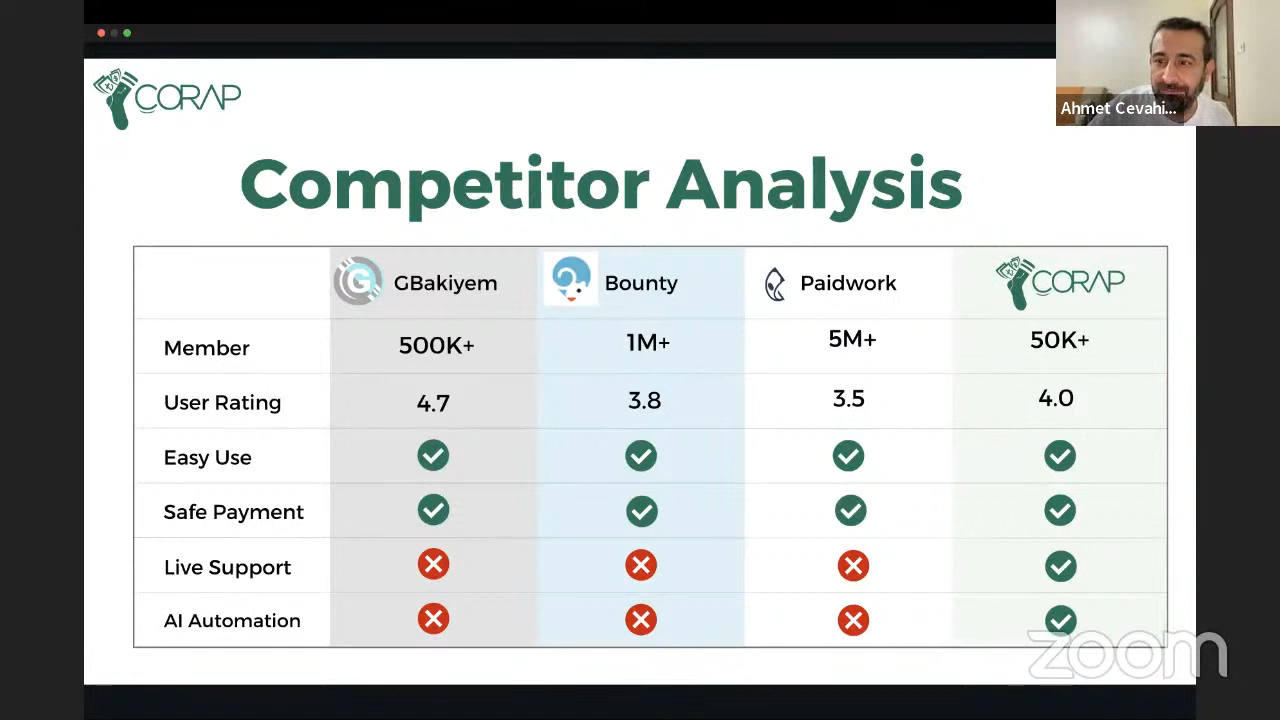 CORAP
Ahmet Cevahi...
Competitor Analysis
GBakiyem Bounty Paidwork CORAP
Member 500K+ 1M+ 5M+ 50K+
User Rating 4.7 3.8 3.5 4.0
Easy Use
Safe Payment
Live Support
AI Automation
zoom